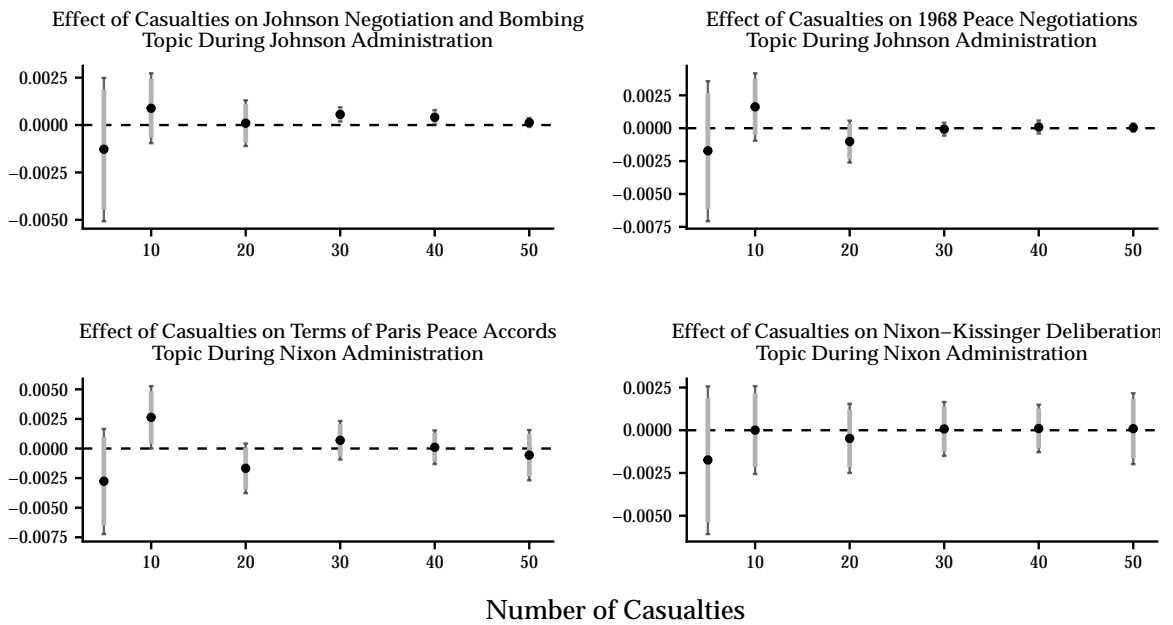 Effect of Casualties on Johnson Negotiation and Bombing
Topic During Johnson Administration
0.0025
0.0000
−0.0025
−0.0050
10 20 30 40 50
Effect of Casualties on 1968 Peace Negotiations
Topic During Johnson Administration
0.0025
0.0000
−0.0025
−0.0050
−0.0075
10 20 30 40 50
Effect of Casualties on Terms of Paris Peace Accords
Topic During Nixon Administration
0.0050
0.0025
0.0000
−0.0025
−0.0050
−0.0075
10 20 30 40 50
Effect of Casualties on Nixon−Kissinger Deliberation
Topic During Nixon Administration
0.0025
0.0000
−0.0025
−0.0050
10 20 30 40 50
Number of Casualties